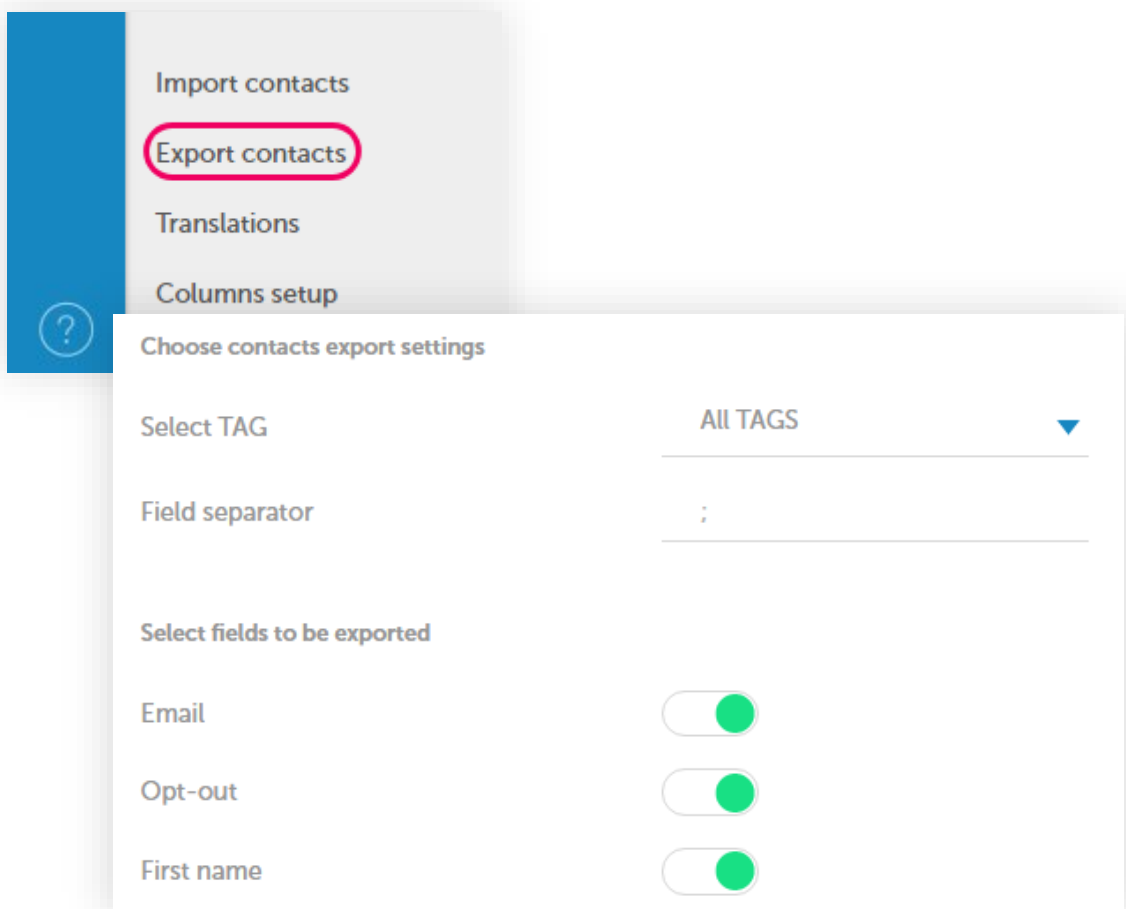 Import contacts
Export contacts
Translations
Columns setup
?
Choose contacts export settings
Select TAG
All TAGS
Field separator
;
Select fields to be exported
Email
Opt-out
First name